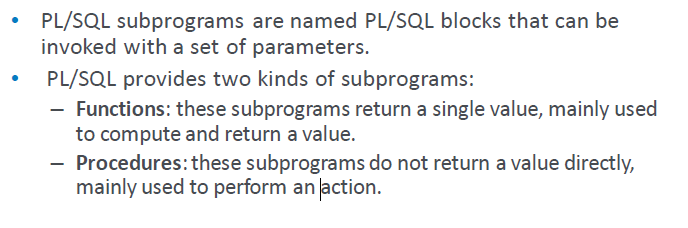 • PL/SQL subprograms are named PL/SQL blocks that can be
invoked with a set of parameters.
• PL/SQL provides two kinds of subprograms:
– Functions: these subprograms return a single value, mainly used
to compute and return a value.
– Procedures: these subprograms do not return a value directly,
mainly used to perform an action.